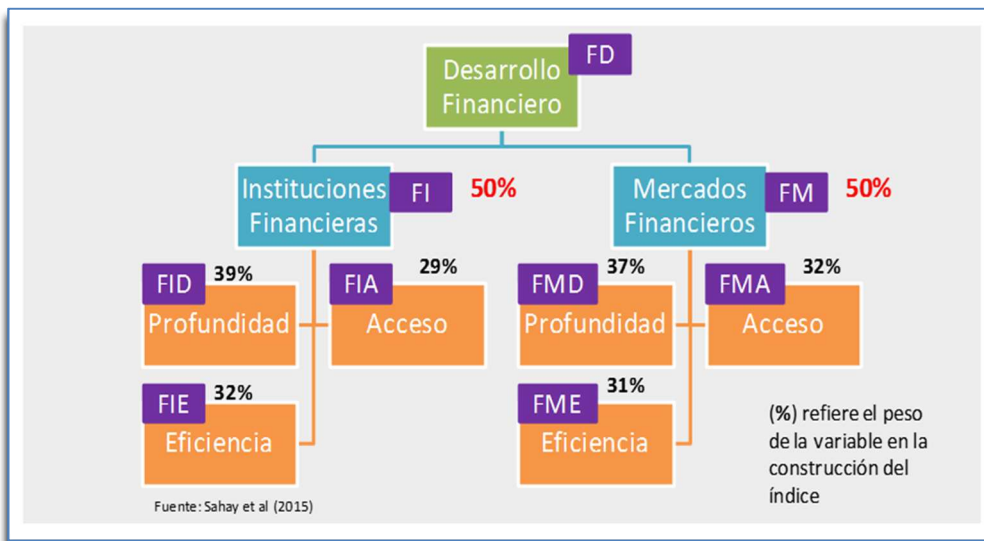 FD
Desarrollo
Financiero
Instituciones
Financieras
FI
50%
Mercados
Financieros
FM
50%
FID
39%
Profundidad
FIA
29%
Acceso
FMD
37%
Profundidad
FMA
32%
Acceso
FIE
32%
Eficiencia
FME
31%
Eficiencia
(%) refiere el peso
de la variable en la
construcción del
índice
Fuente: Sahay et al (2015)